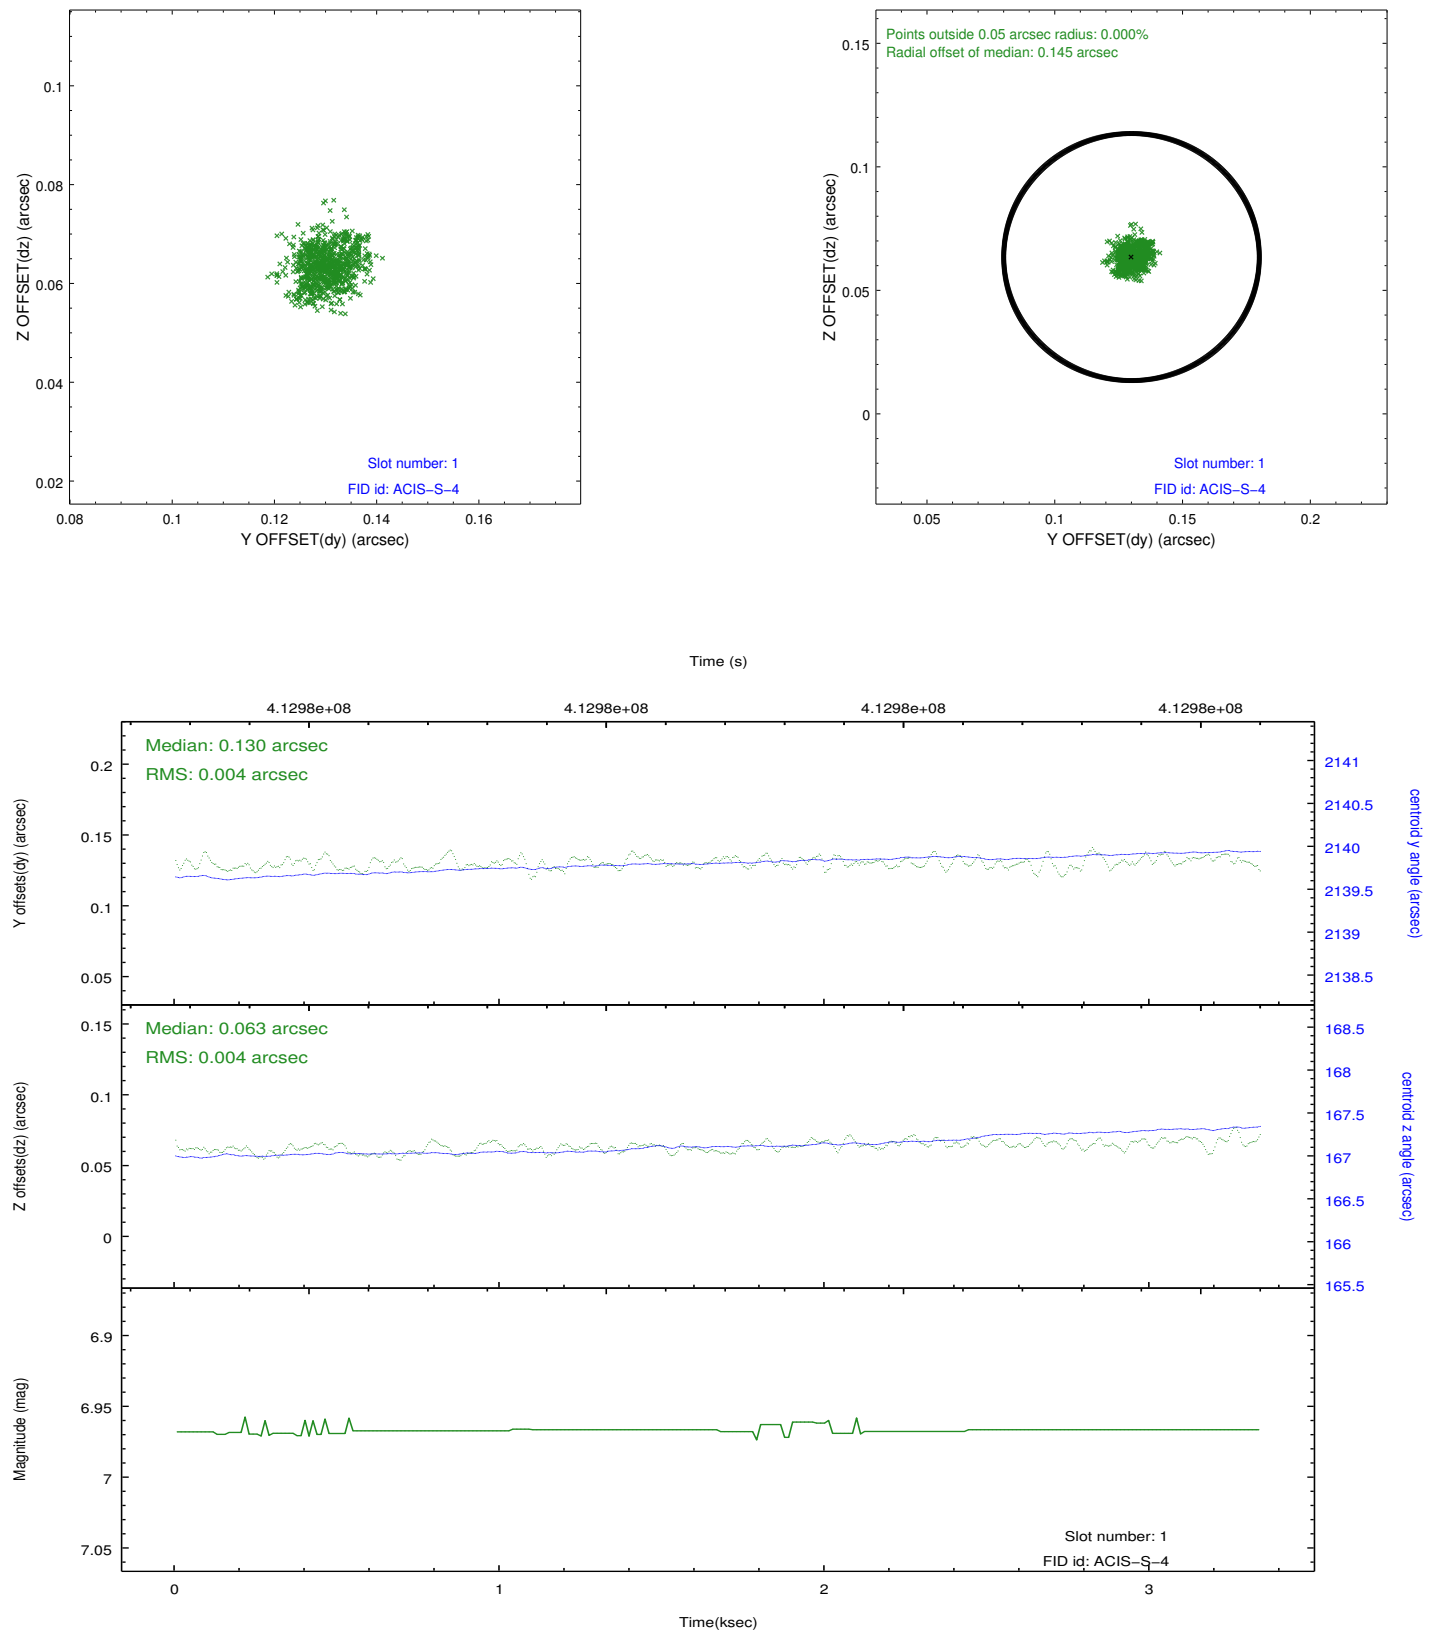 Points outside 0.05 arcsec radius: 0.000%
Radial offset of median: 0.145 arcsec
0.1
0.08
0.06
0.04
0.02
Z OFFSET(dz) (arcsec)
Slot number: 1
FID id: ACIS−S−4
0.08 0.1 0.12 0.14 0.16
Y OFFSET(dy) (arcsec)
0.15
0.1
0.05
0
Z OFFSET(dz) (arcsec)
Slot number: 1
FID id: ACIS−S−4
0.05 0.1 0.15 0.2
Y OFFSET(dy) (arcsec)
Time (s)
4.1298e+08 4.1298e+08 4.1298e+08 4.1298e+08
Median: 0.130 arcsec
RMS: 0.004 arcsec
0.2
0.15
0.1
0.05
Y offsets(dy) (arcsec)
2141
2140.5
2140
2139.5
2139
2138.5
centroid y angle (arcsec)
Median: 0.063 arcsec
RMS: 0.004 arcsec
0.15
0.1
0.05
0
Z offsets(dz) (arcsec)
168.5
168
167.5
167
166.5
166
165.5
centroid z angle (arcsec)
6.9
6.95
7
7.05
Magnitude (mag)
Slot number: 1
FID id: ACIS−S−4
0 1 2 3
Time(ksec)